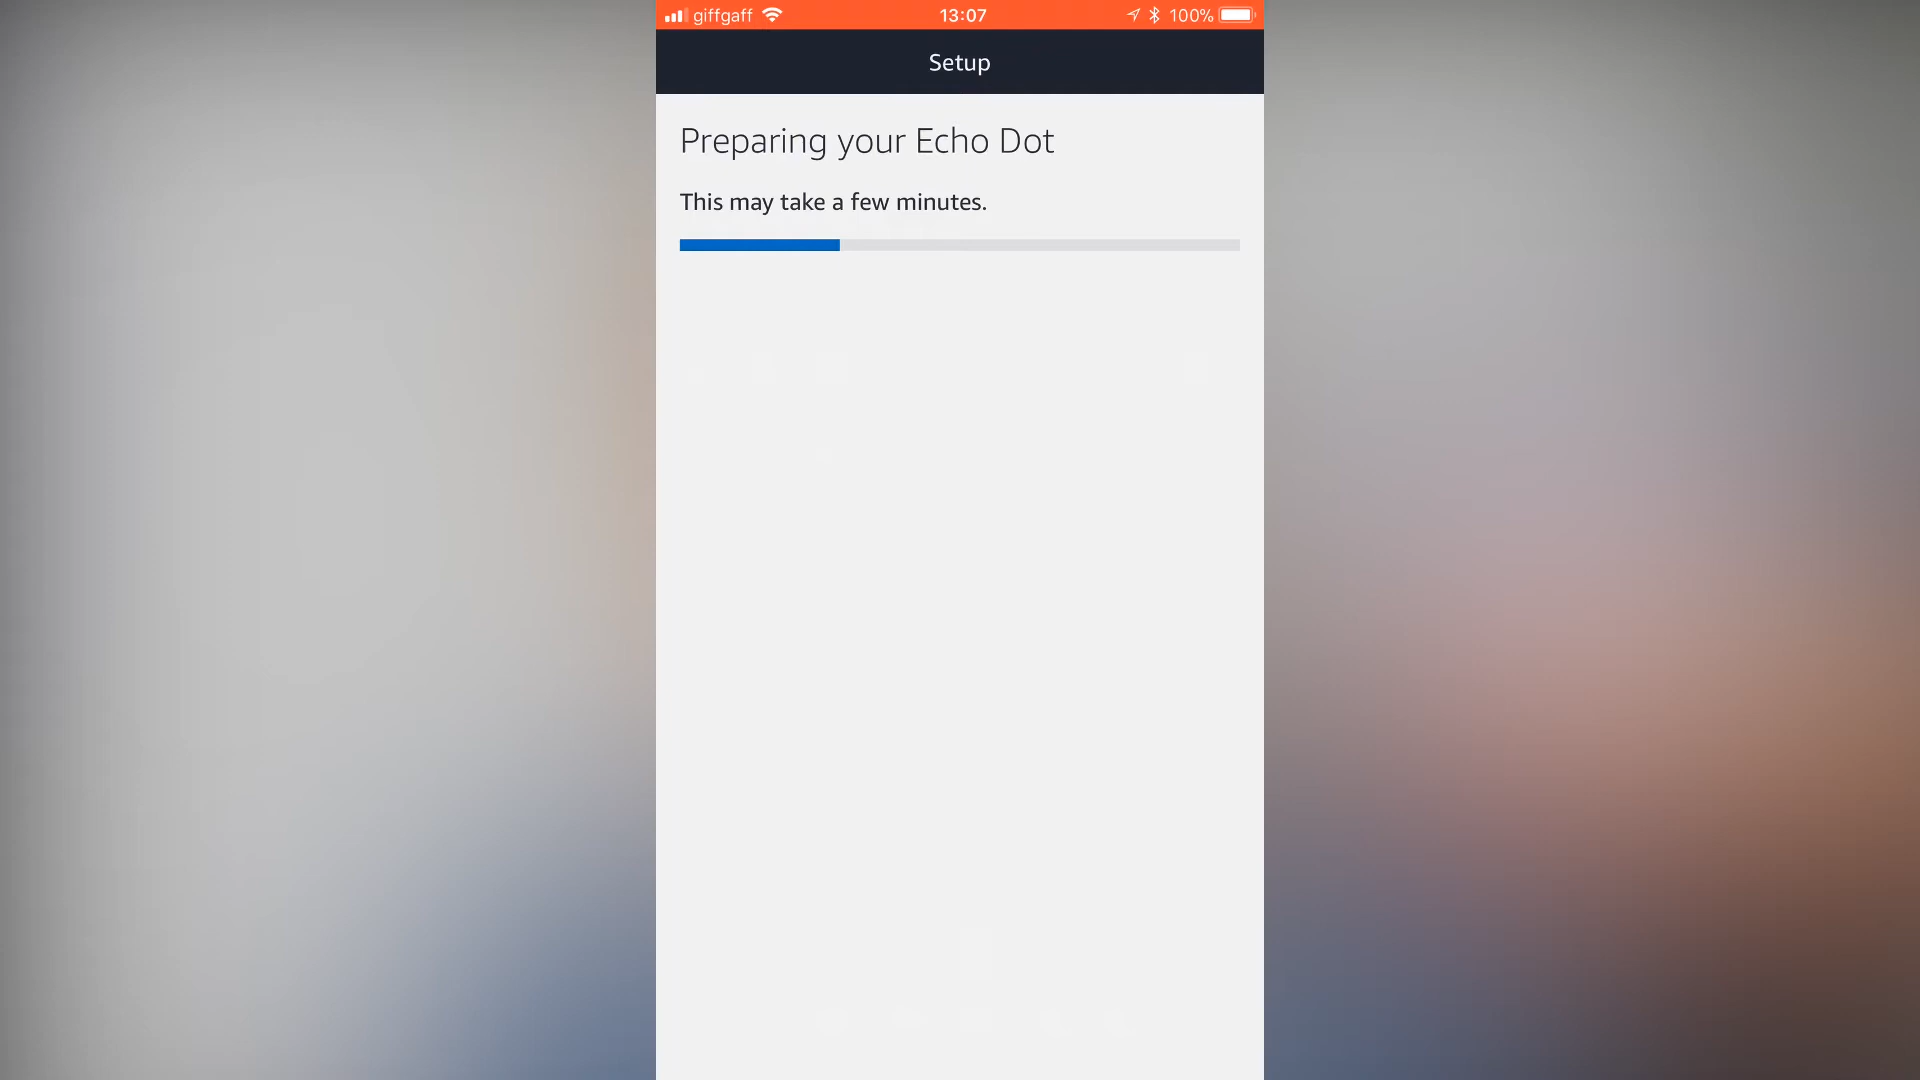 giffgaff 13:07 100%
Setup
Preparing your Echo Dot
This may take a few minutes.